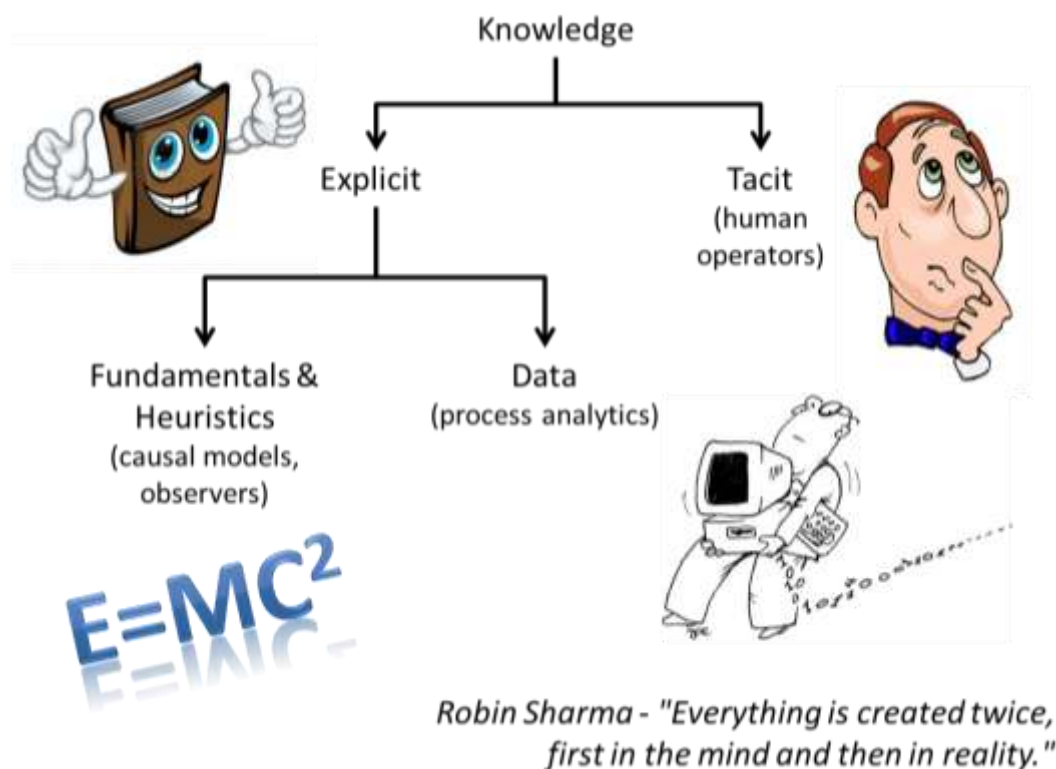 Knowledge
Explicit
Tacit
(human
operators)
Fundamentals &
Heuristics
(causal models,
observers)
Data
(process analytics)
E=MC²
Robin Sharma - "Everything is created twice,
first in the mind and then in reality."